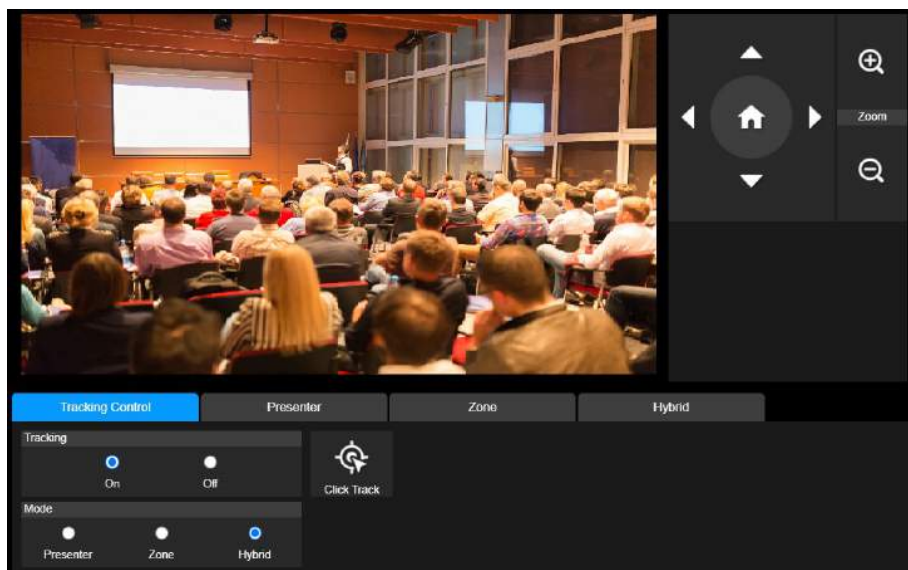 Zoom
Tracking Control
Presenter
Zone
Hybrid
Tracking
On
Off
Click Track
Mode
Presenter
Zone
Hybrid